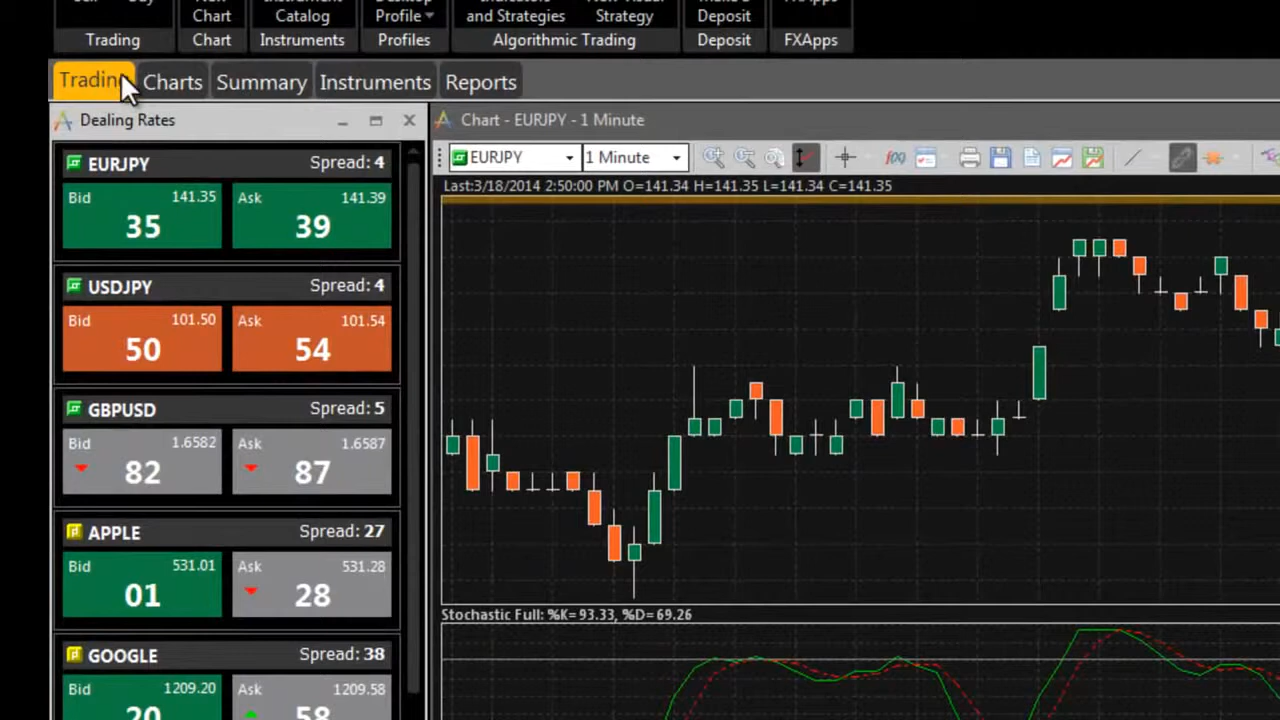 New
Chart
Catalog
Profile
and Strategies
Strategy
Deposit
FXApps
Trading
Chart
Instruments
Profiles
Algorithmic Trading
Deposit
FXApps
Trading Charts Summary Instruments Reports
Dealing Rates
EURJPY Spread: 4
Bid 141.35 Ask 141.39
35 39
USDJPY Spread: 4
Bid 101.50 Ask 101.54
50 54
GBPUSD Spread: 5
Bid 1.6582 Ask 1.6587
82 87
APPLE Spread: 27
Bid 531.01 Ask 531.28
01 28
GOOGLE Spread: 38
Bid 1209.20 Ask 1209.58
20 58
Chart - EURJPY - 1 Minute
EURJPY 1 Minute f(x)
Last:3/18/2014 2:50:00 PM O=141.34 H=141.35 L=141.34 C=141.35
Stochastic Full: %K=93.33, %D=69.26